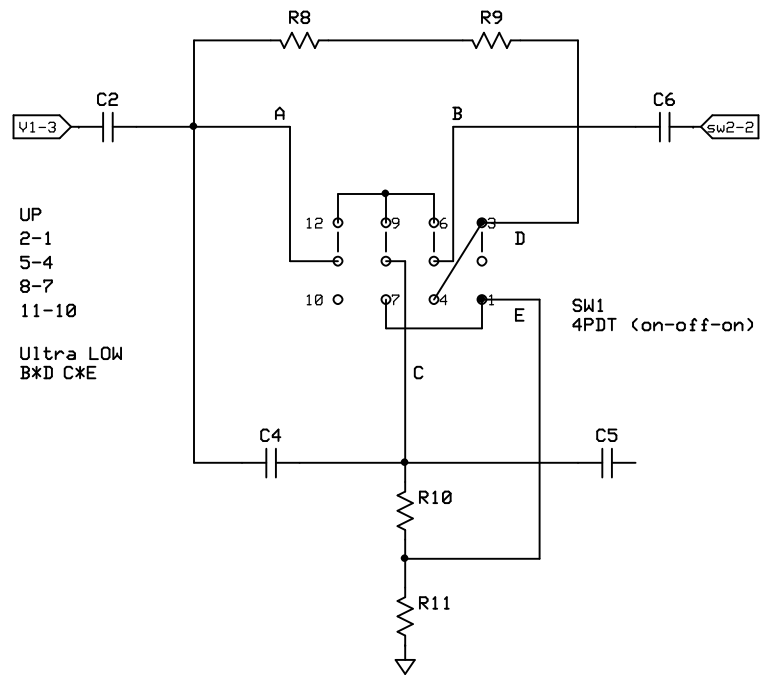 R8 R9
C2 C6
V1-3 A B sw2-2
UP
2-1
5-4
8-7
11-10
12 9 6 3
D
10 7 4 1
E
SW1
4PDT (on-off-on)
Ultra LOW
B*D C*E
C
C4 C5
R10
R11